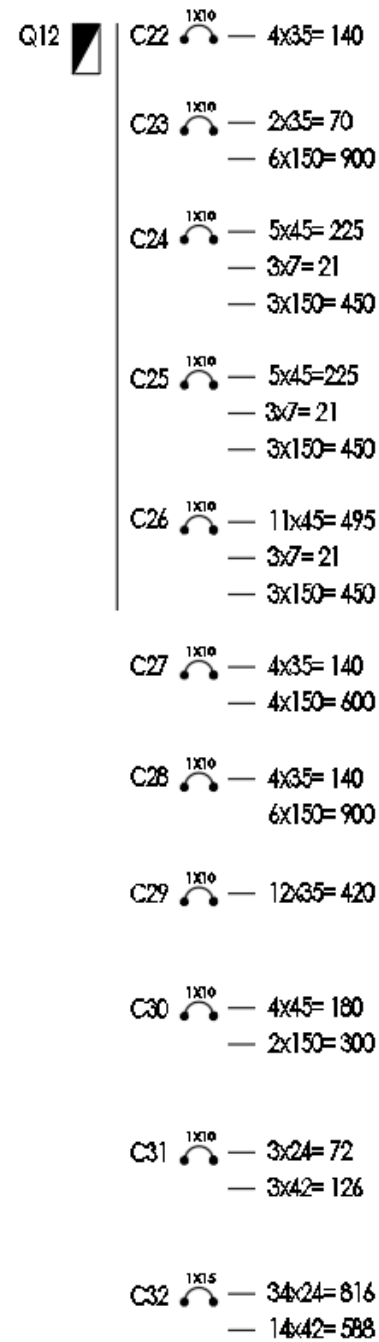 1X10
Q12 C22 4x35= 140
1X10
C23 2x35= 70
6x150= 900
1X10
C24 5x45= 225
3x7= 21
3x150= 450
1X10
C25 5x45=225
3x7= 21
3x150= 450
1X10
C26 11x45= 495
3x7= 21
3x150= 450
1X10
C27 4x35= 140
4x150= 600
1X10
C28 4x35= 140
6x150= 900
1X10
C29 12x35= 420
1X10
C30 4x45= 180
2x150= 300
1X10
C31 3x24= 72
3x42= 126
1X15
C32 34x24= 816
14x42= 588